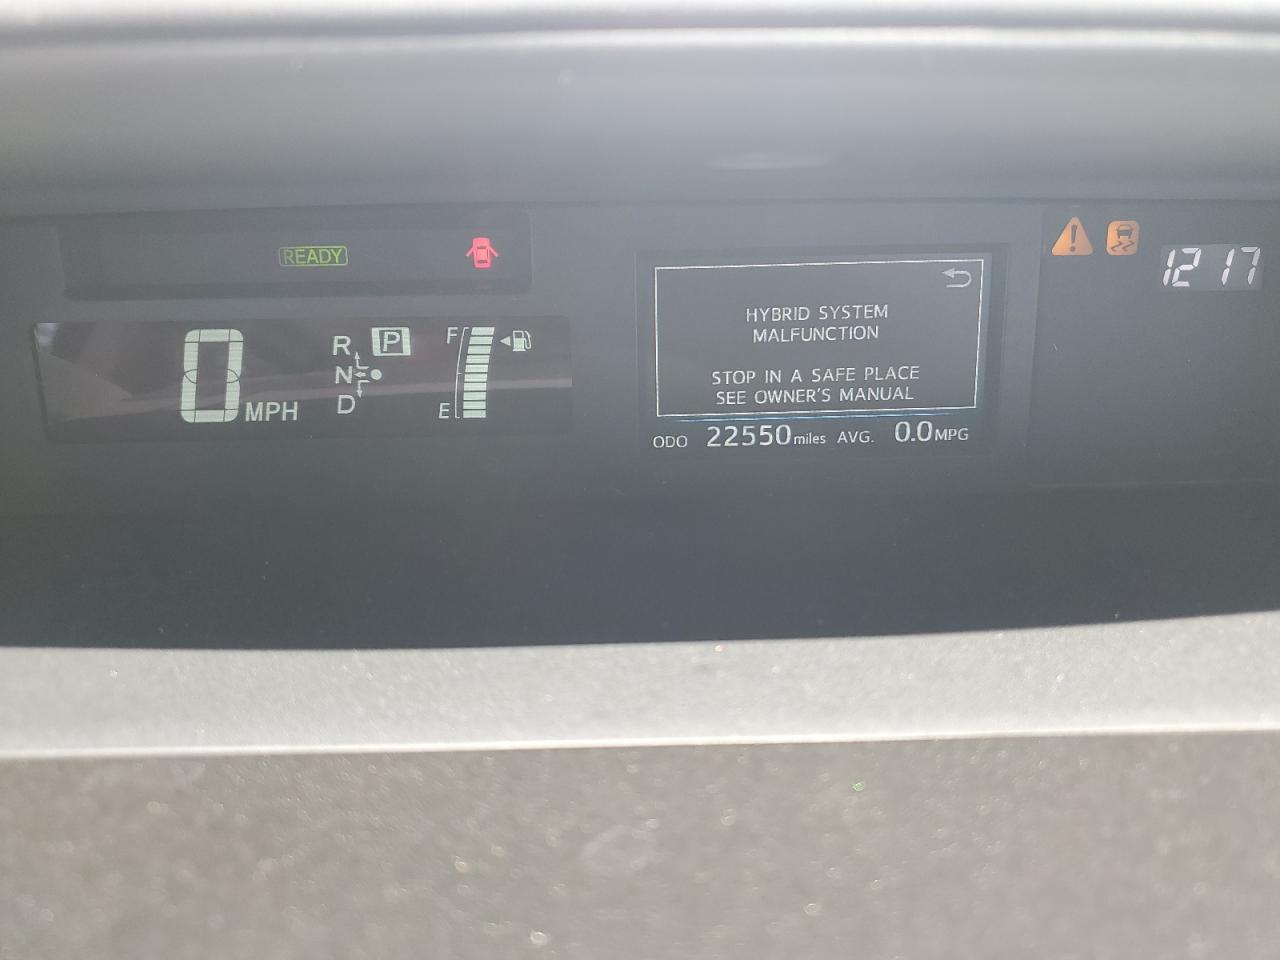 READY
12 17
0 MPH
R P
N
D
F
E
HYBRID SYSTEM
MALFUNCTION
STOP IN A SAFE PLACE
SEE OWNER'S MANUAL
ODO 22550 miles AVG. 0.0 MPG